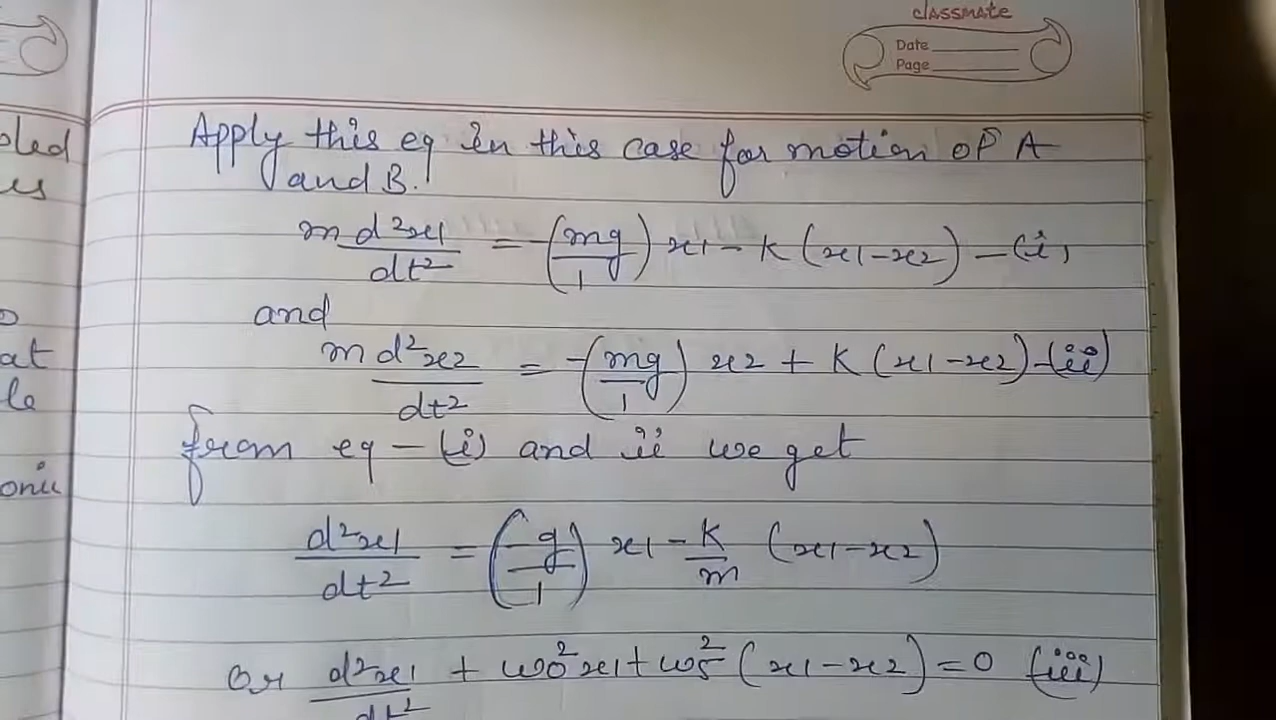 classmate
Date
Page
Apply this eq in this case for motion of A
and B.
m d²x1/dt² = -(mg/l) x1 - K (x1-x2) - (i)
and
m d²x2/dt² = -(mg/l) x2 + K (x1-x2) - (ii)
from eq - (i) and ii we get
d²x1/dt² = (-g/l) x1 - K/m (x1-x2)
Or d²x1/dt² + ω0² x1 + ωs² (x1-x2) = 0 (iii)
at